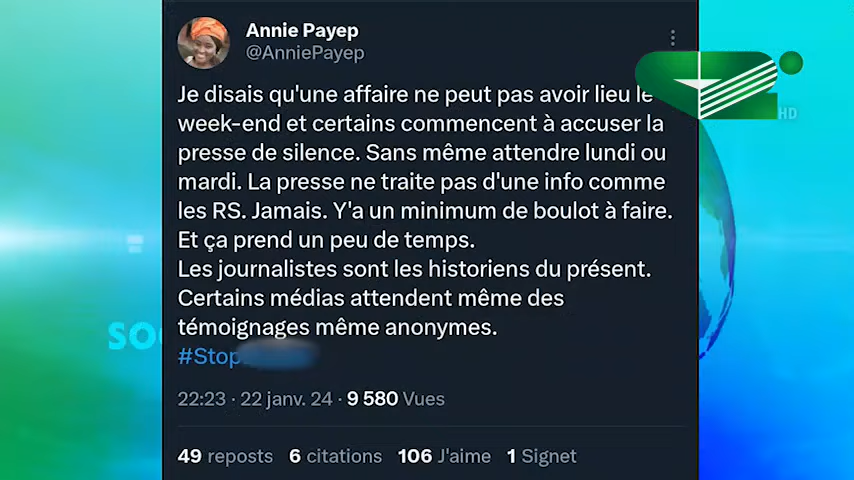 Annie Payep
@AnniePayep
Je disais qu'une affaire ne peut pas avoir lieu le
week-end et certains commencent à accuser la
presse de silence. Sans même attendre lundi ou
mardi. La presse ne traite pas d'une info comme
les RS. Jamais. Y'a un minimum de boulot à faire.
Et ça prend un peu de temps.
Les journalistes sont les historiens du présent.
Certains médias attendent même des
témoignages même anonymes.
#Stop
22:23 · 22 janv. 24 · 9 580 Vues
49 reposts 6 citations 106 J'aime 1 Signet
HD